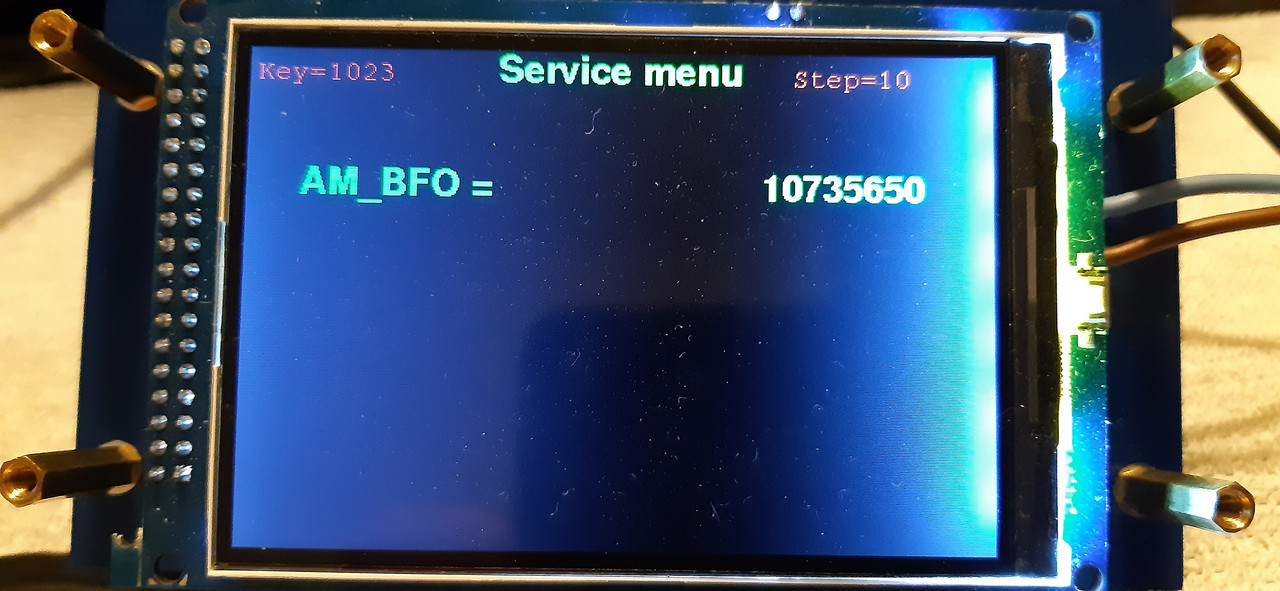 Key=1023 Service menu Step=10
AM_BFO = 10735650